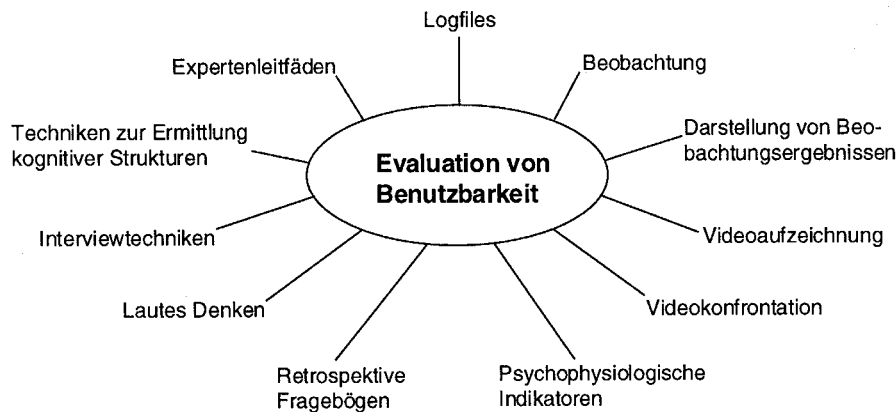 Logfiles
Expertenleitfäden
Beobachtung
Techniken zur Ermittlung
kognitiver Strukturen
Darstellung von Beo-
bachtungsergebnissen
Evaluation von
Benutzbarkeit
Interviewtechniken
Videoaufzeichnung
Lautes Denken
Videokonfrontation
Retrospektive
Fragebögen
Psychophysiologische
Indikatoren